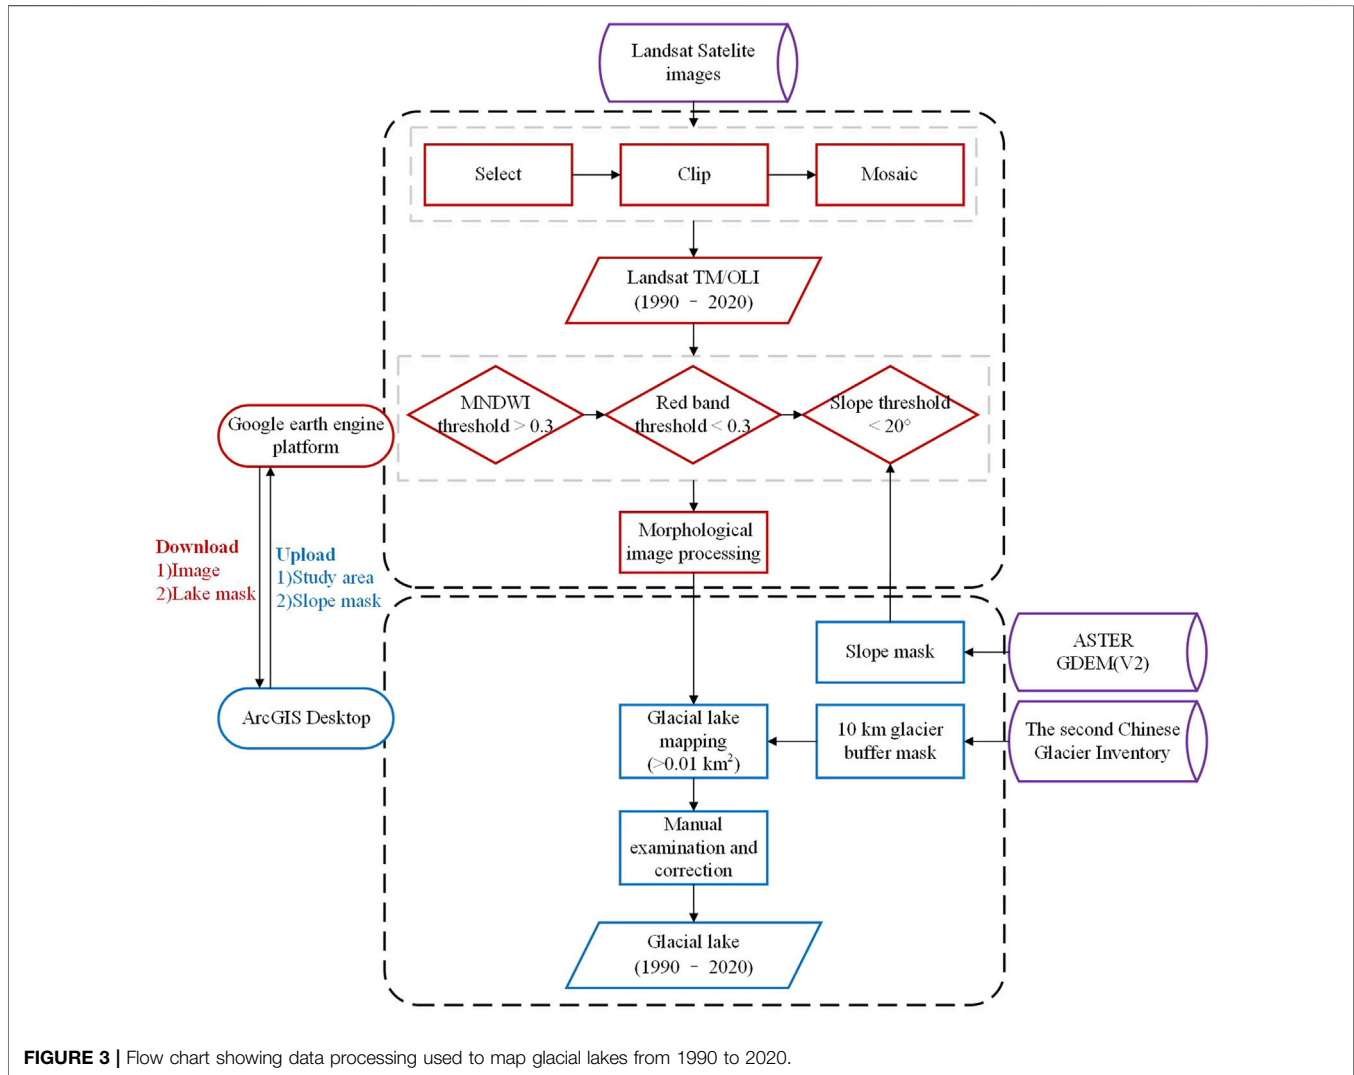 Landsat Satelite
images
Select
Clip
Mosaic
Landsat TM/OLI
(1990 － 2020)
MNDWI
threshold > 0.3
Red band
threshold < 0.3
Slope threshold
< 20°
Google earth engine
platform
Morphological
image processing
Download
1)Image
2)Lake mask
Upload
1)Study area
2)Slope mask
Slope mask
ASTER
GDEM(V2)
ArcGIS Desktop
Glacial lake
mapping
(>0.01 km²)
10 km glacier
buffer mask
The second Chinese
Glacier Inventory
Manual
examination and
correction
Glacial lake
(1990 － 2020)
FIGURE 3 | Flow chart showing data processing used to map glacial lakes from 1990 to 2020.